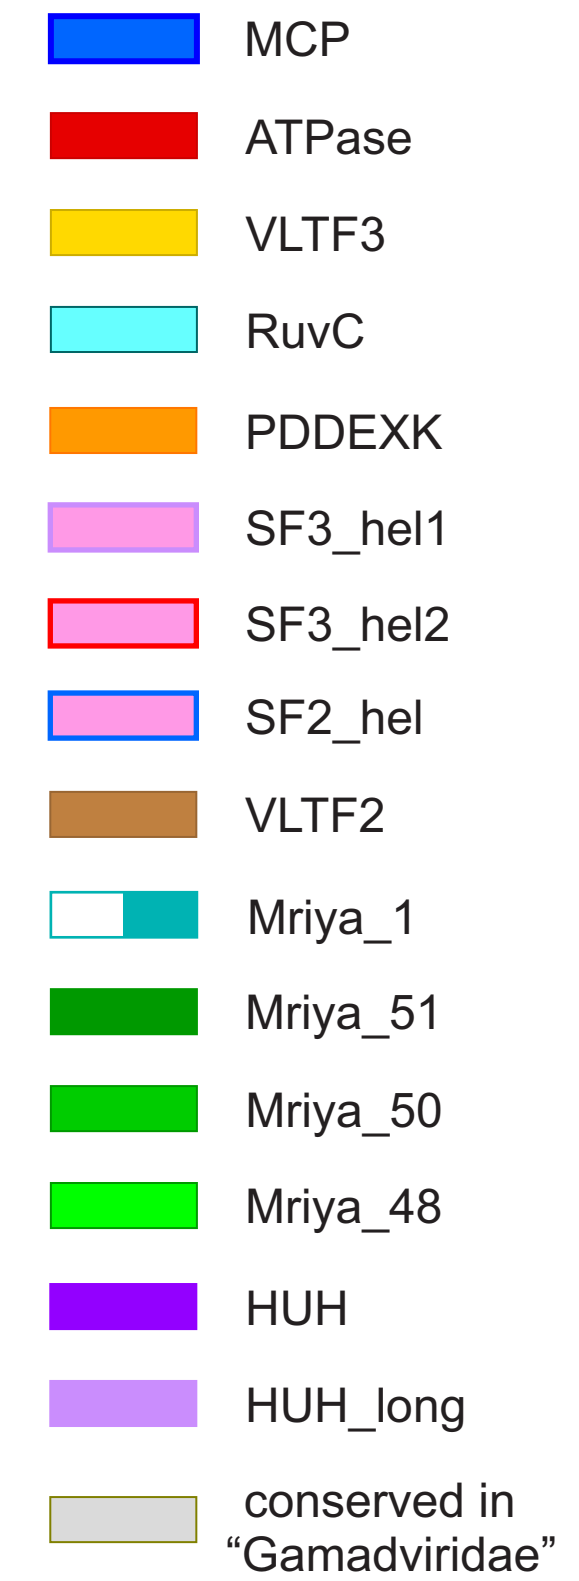 MCP
ATPase
VLTF3
RuvC
PDDEXK
SF3_hel1
SF3_hel2
SF2_hel
VLTF2
Mriya_1
Mriya_51
Mriya_50
Mriya_48
HUH
HUH_long
conserved in
“Gamadviridae”